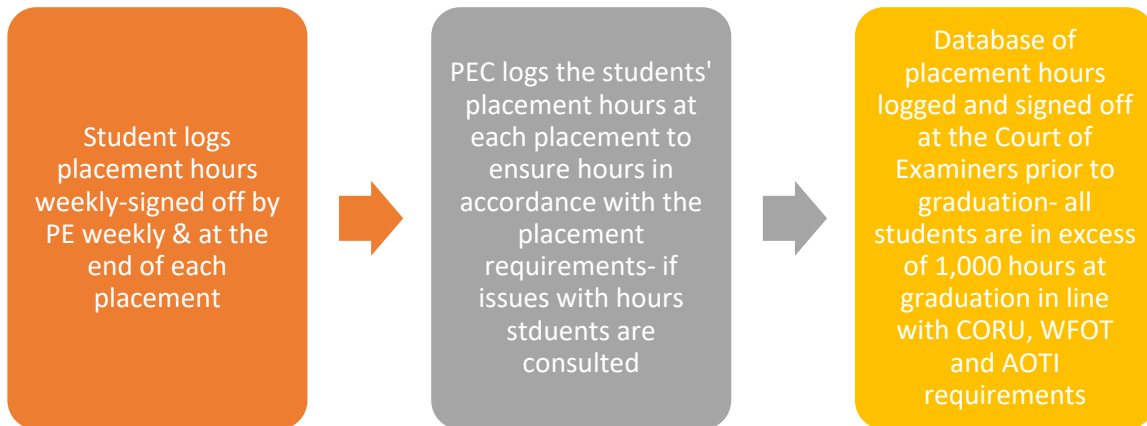 Student logs
placement hours
weekly-signed off by
PE weekly & at the
end of each
placement
PEC logs the students'
placement hours at
each placement to
ensure hours in
accordance with the
placement
requirements- if
issues with hours
stduents are
consulted
Database of
placement hours
logged and signed off
at the Court of
Examiners prior to
graduation- all
students are in excess
of 1,000 hours at
graduation in line
with CORU, WFOT
and AOTI
requirements